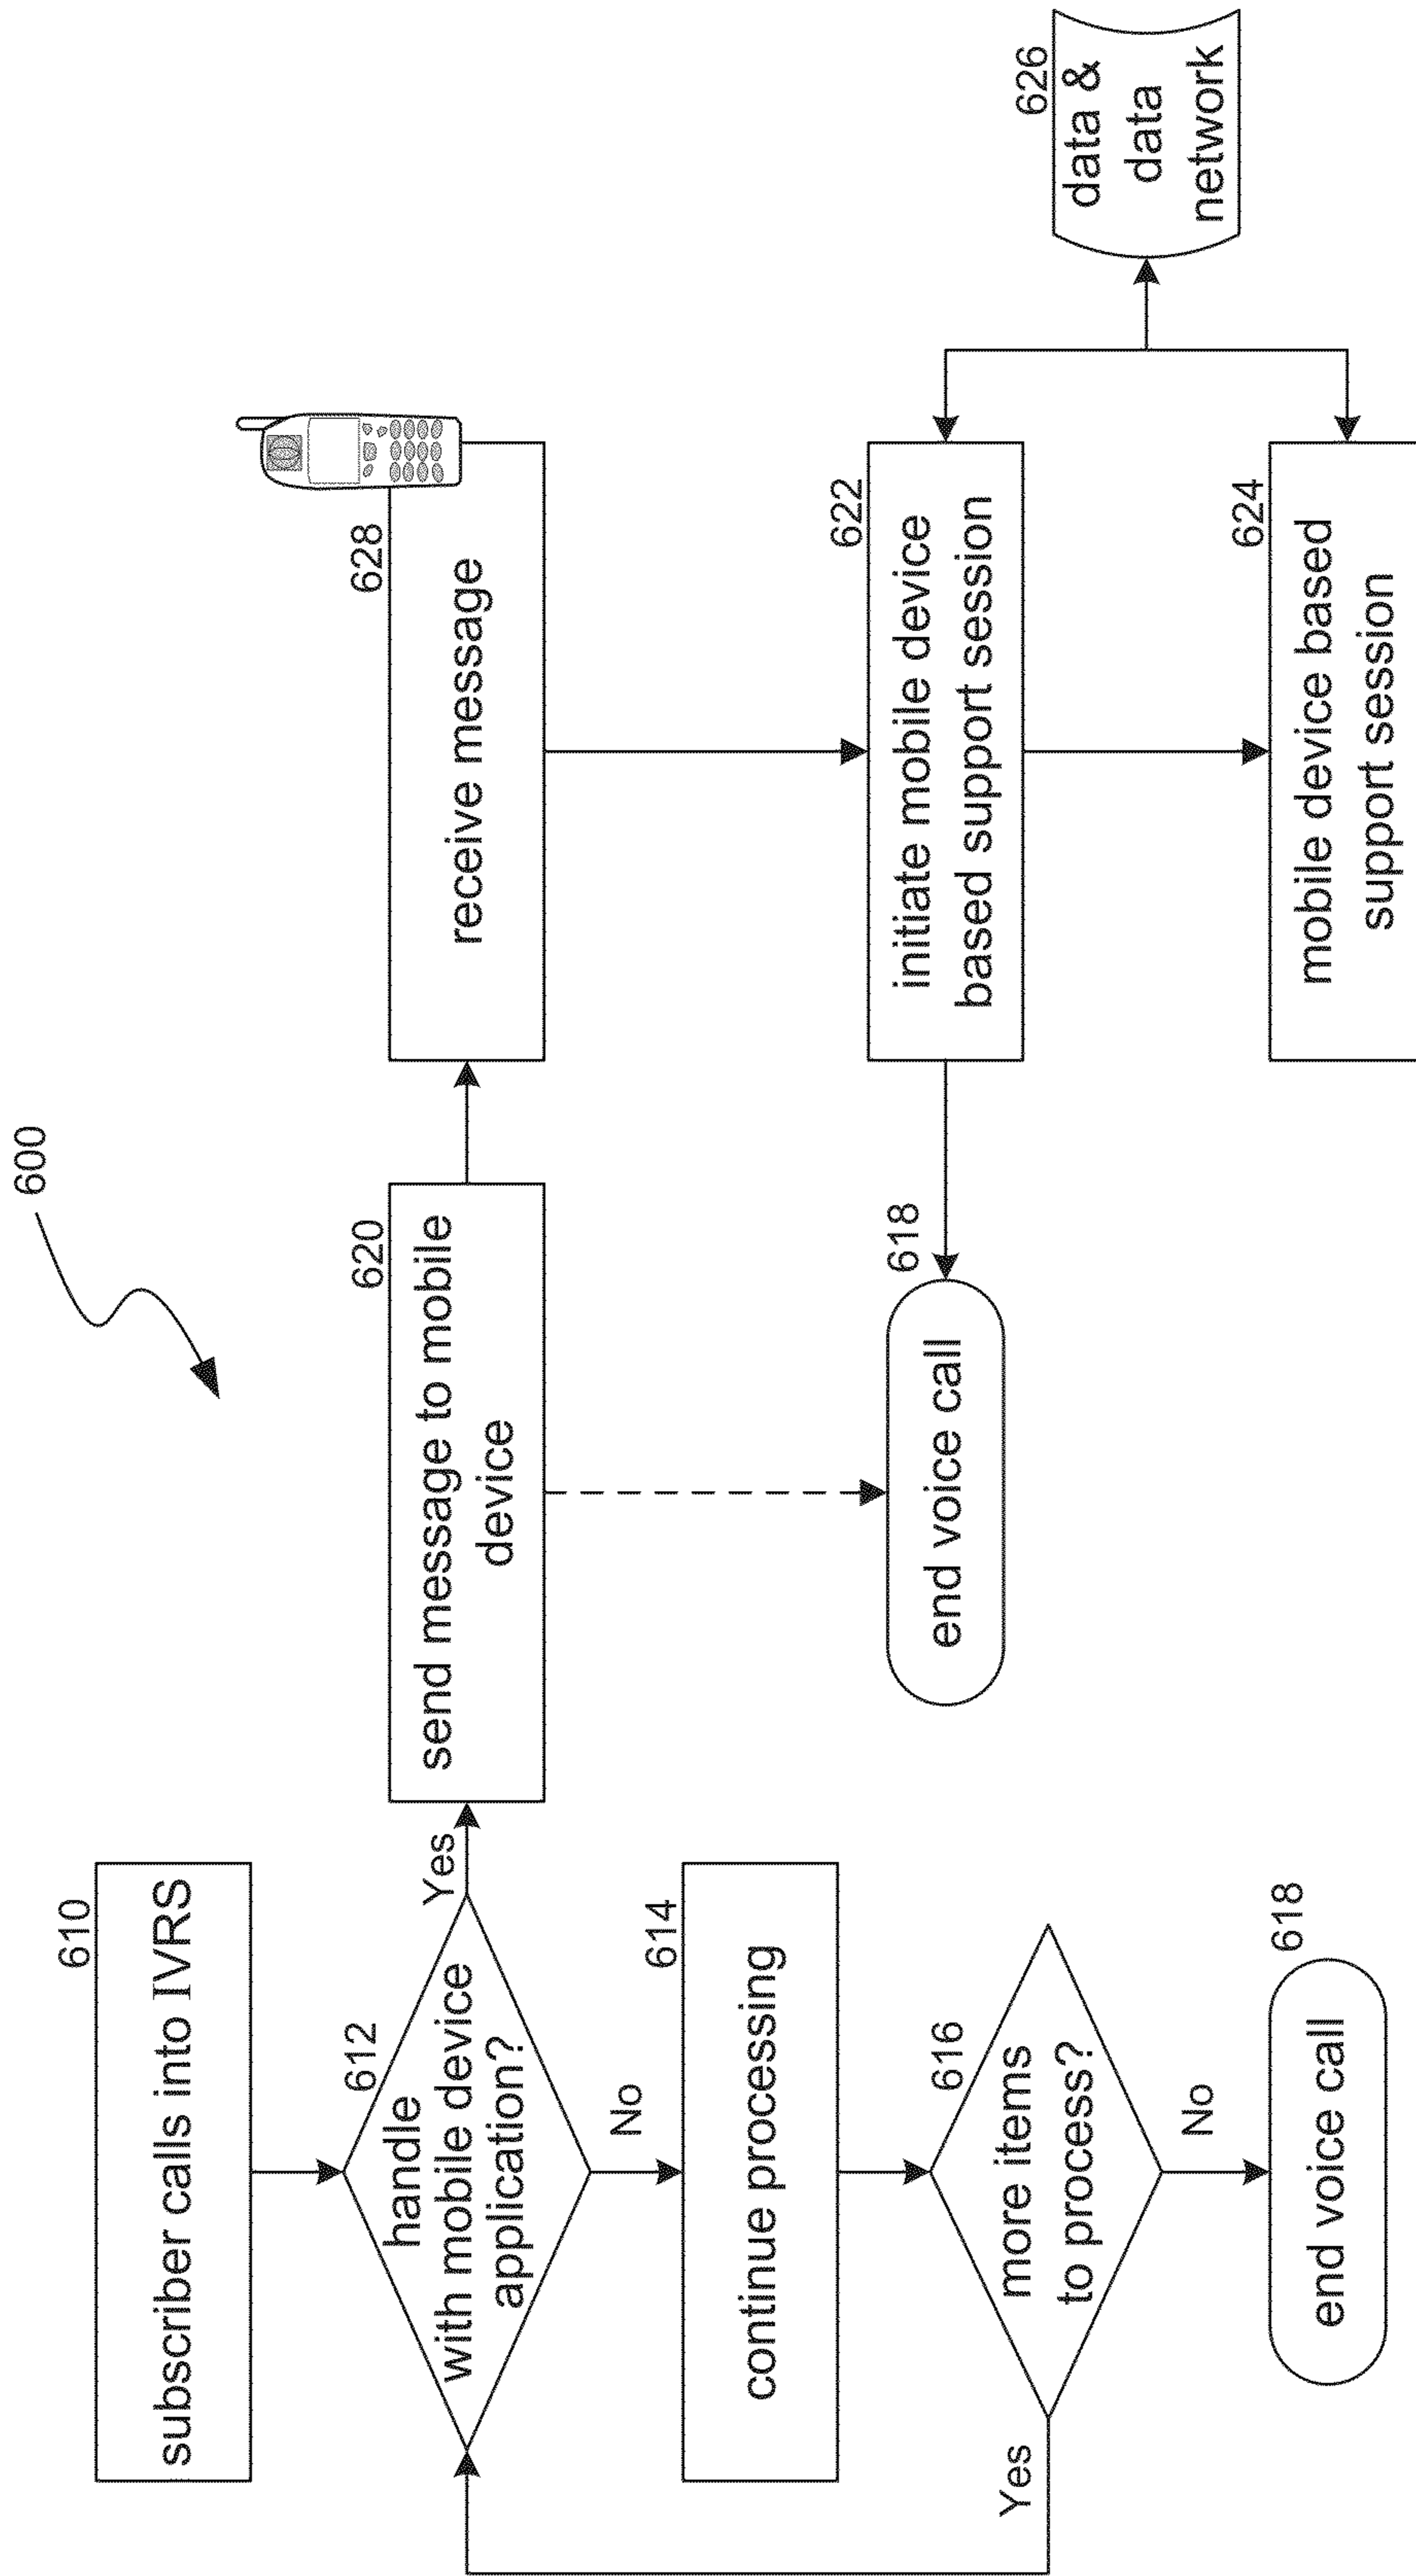 600
610
subscriber calls into IVRS
612
handle
with mobile device
application?
Yes
No
614
continue processing
616
more items
to process?
Yes
No
618
end voice call
620
send message to mobile
device
618
end voice call
628
receive message
622
initiate mobile device
based support session
624
mobile device based
support session
626
data &
data
network